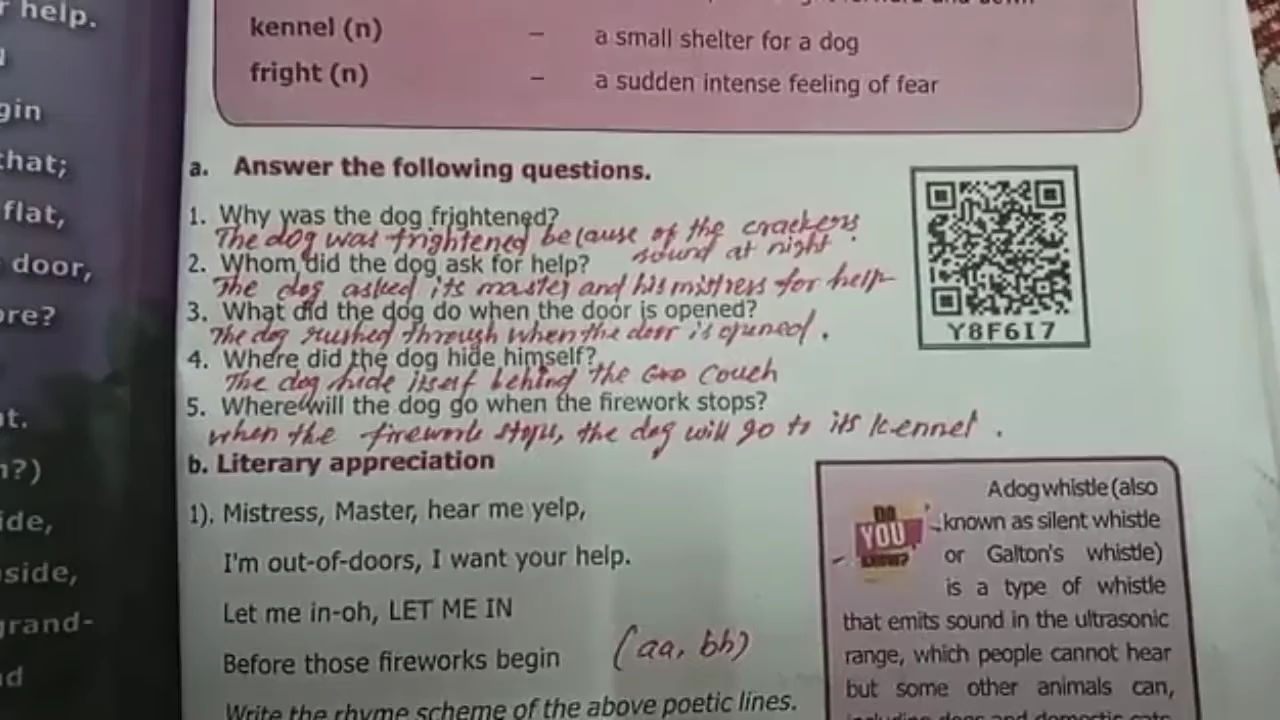 r help.
gin
that;
flat,
door,
ore?
at.
n?)
ide,
side,
grand-
d
kennel (n) – a small shelter for a dog
fright (n) – a sudden intense feeling of fear
a. Answer the following questions.
1. Why was the dog frightened?
The dog was frightened because of the crackers
sound at night.
2. Whom did the dog ask for help?
The dog asked its master and his mistress for help
3. What did the dog do when the door is opened?
The dog rushed through when the door is opened.
4. Where did the dog hide himself?
The dog hide itself behind the couch
5. Where will the dog go when the firework stops?
when the firework stops, the dog will go to its kennel.
Y8F6I7
b. Literary appreciation
1). Mistress, Master, hear me yelp,
I'm out-of-doors, I want your help.
Let me in-oh, LET ME IN
Before those fireworks begin
(aa, bb)
Write the rhyme scheme of the above poetic lines.
DO
YOU
KNOW?
A dog whistle (also
known as silent whistle
or Galton's whistle)
is a type of whistle
that emits sound in the ultrasonic
range, which people cannot hear
but some other animals can,
including dogs and domestic cats